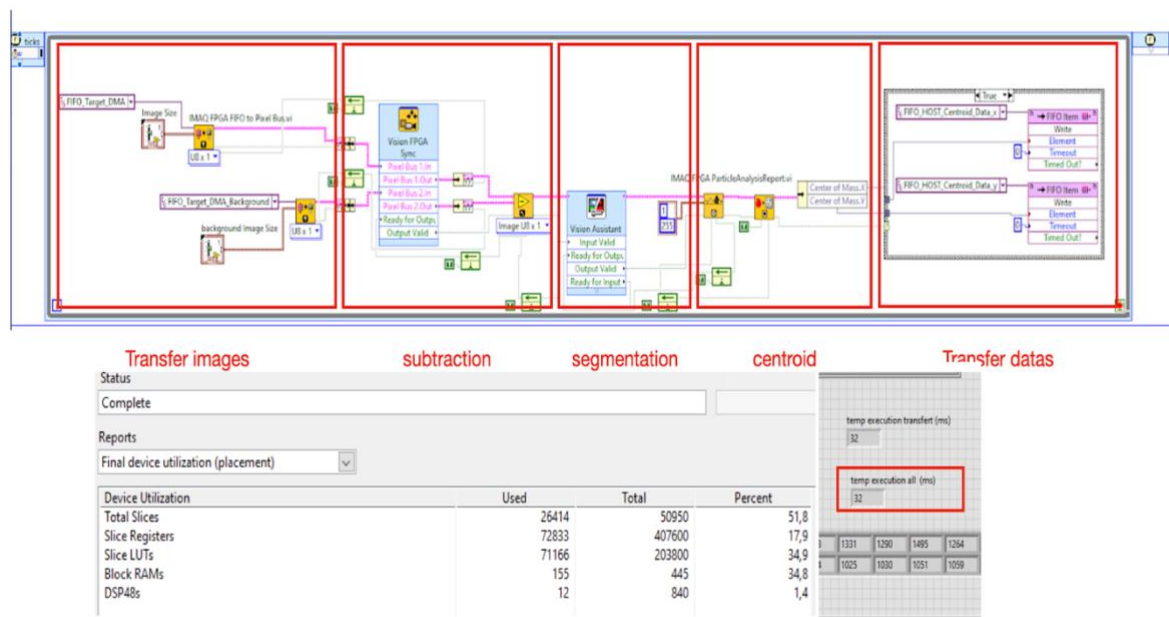 ticks
FIFO_Target_DMA
Image Size
IMAQ FPGA FIFO to Pixel Bus.vi
U8 x 1
FIFO_Target_DMA_Background
background Image Size
U8 x 1
Vision FPGA
Sync
Pixel Bus 1.In
Pixel Bus 1.Out
Pixel Bus 2.In
Pixel Bus 2.Out
Ready for Outpu
Output Valid
Image U8 x 1
Vision Assistant
Input Valid
Ready for Outpu
Output Valid
Ready for Input
1
255
IMAQ FPGA ParticleAnalysisReport.vi
Center of Mass.X
Center of Mass.Y
True
FIFO_HOST_Centroid_Data_x
FIFO Item
Write
Element
0 Timeout
Timed Out?
FIFO_HOST_Centroid_Data_y
FIFO Item
Write
Element
0 Timeout
Timed Out?
Transfer images subtraction segmentation centroid Transfer datas
Status
Complete
Reports
Final device utilization (placement)
Device Utilization Used Total Percent
Total Slices 26414 50950 51,8
Slice Registers 72833 407600 17,9
Slice LUTs 71166 203800 34,9
Block RAMs 155 445 34,8
DSP48s 12 840 1,4
temp execution transfert (ms)
32
temp execution all (ms)
32
1331 1290 1495 1264
1025 1030 1051 1059